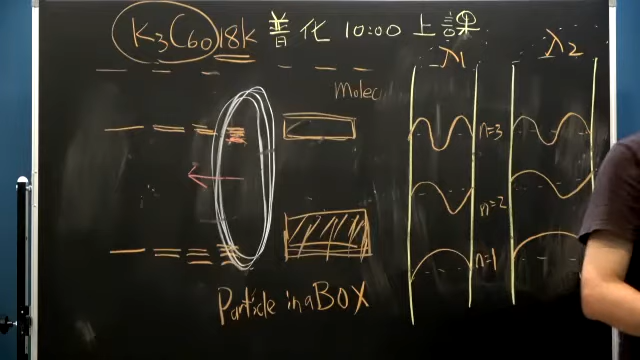 K3C60 18k 普化 10:00 上課
λ1 λ2
Molec
n=3
n=2
n=1
Particle in a BOX